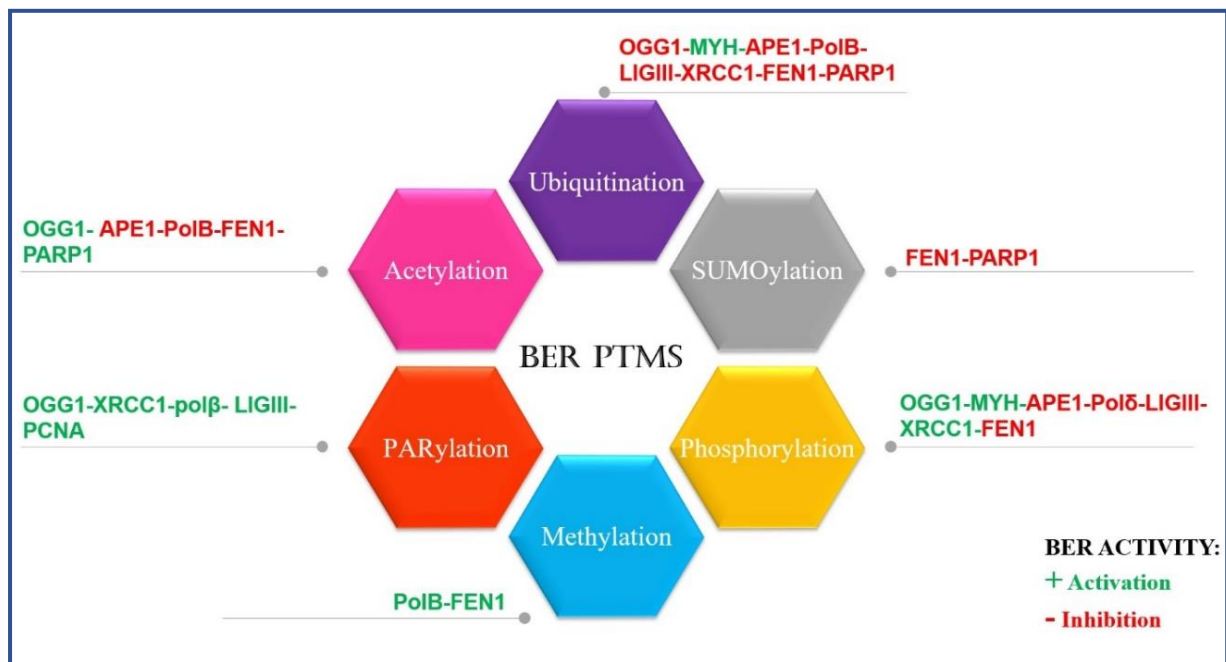 OGG1-MYH-APE1-PolB-
LIGIII-XRCC1-FEN1-PARP1
Ubiquitination
OGG1- APE1-PolB-FEN1-
PARP1
Acetylation
SUMOylation
FEN1-PARP1
BER PTMS
OGG1-XRCC1-polβ- LIGIII-
PCNA
PARylation
Phosphorylation
OGG1-MYH-APE1-Polδ-LIGIII-
XRCC1-FEN1
Methylation
PolB-FEN1
BER ACTIVITY:
+ Activation
- Inhibition